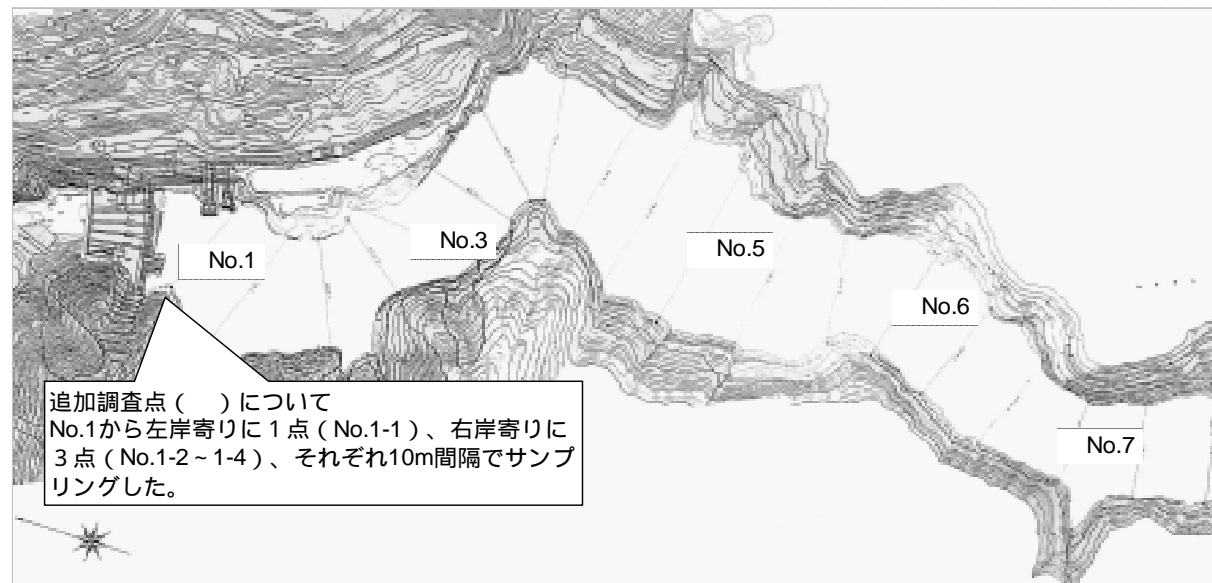 No.1
No.3
No.5
No.6
No.7
追加調査点（　）について
No.1から左岸寄りに１点（No.1-1）、右岸寄りに
３点（No.1-2～1-4）、それぞれ10m間隔でサンプ
リングした。